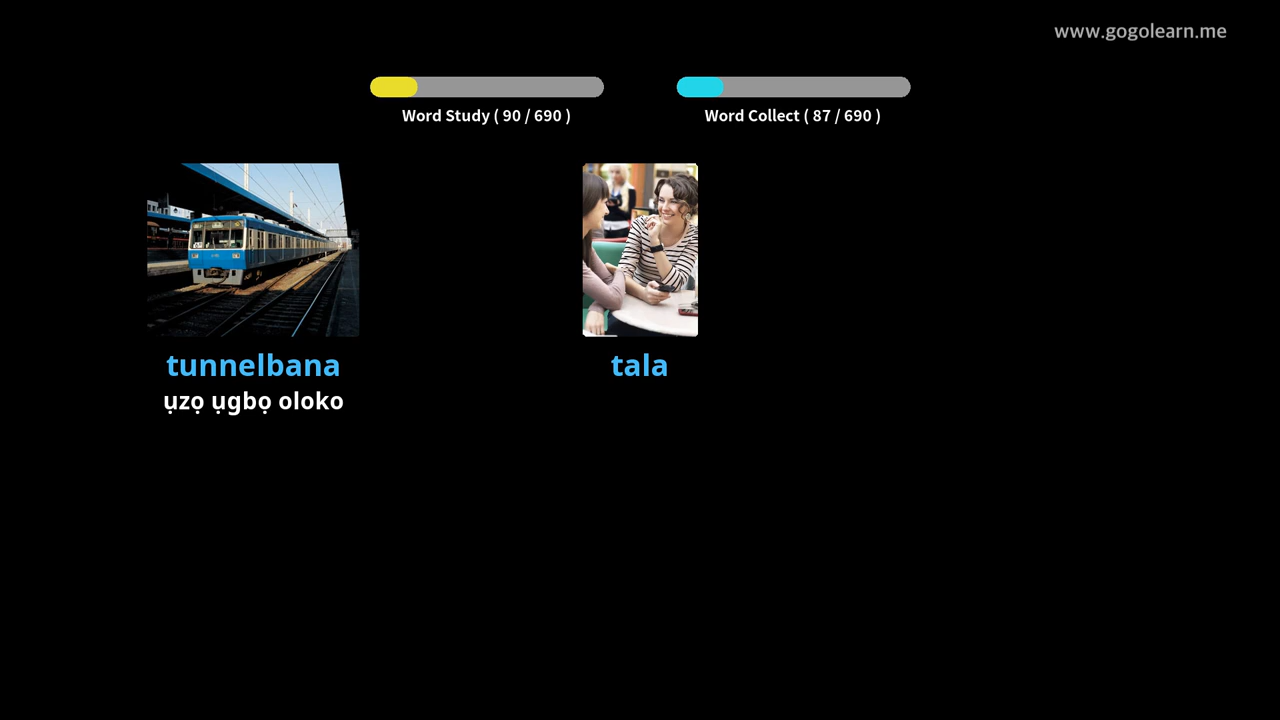 www.gogolearn.me
Word Study ( 90 / 690 )
Word Collect ( 87 / 690 )
tunnelbana
tala
ụzọ ụgbọ oloko